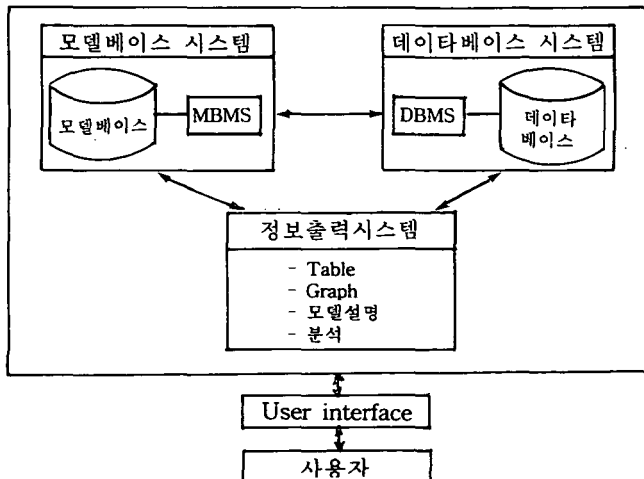 모델베이스 시스템
모델베이스
MBMS
데이타베이스 시스템
DBMS
데이타
베이스
정보출력시스템
- Table
- Graph
- 모델설명
- 분석
User interface
사용자